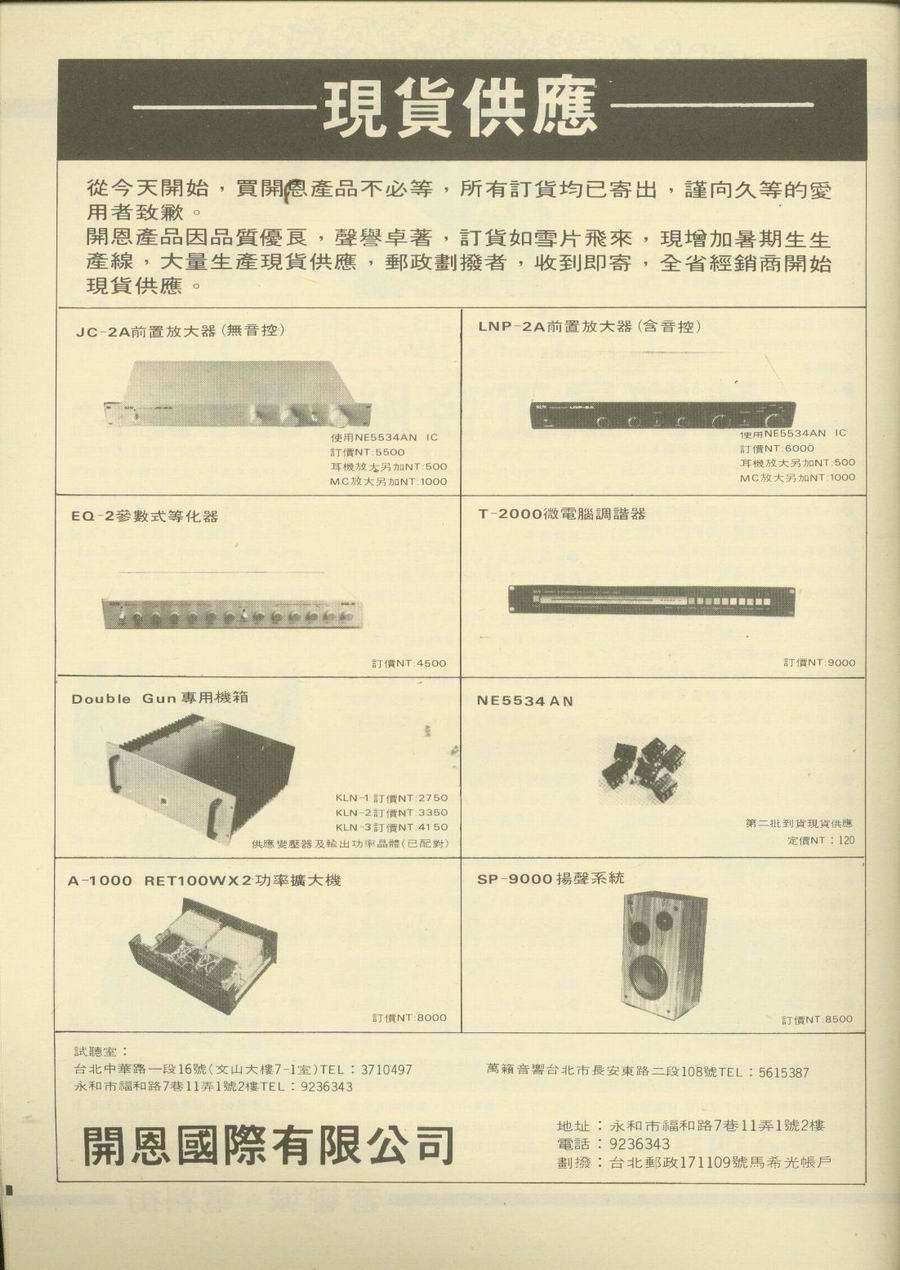 現貨供應
從今天開始，買開恩產品不必等，所有訂貨均已寄出，謹向久等的愛
用者致歉。
開恩產品因品質優良，聲譽卓著，訂貨如雪片飛來，現增加暑期生生
產線，大量生產現貨供應，郵政劃撥者，收到即寄，全省經銷商開始
現貨供應。
JC-2A前置放大器(無音控)
使用NE5534AN IC
訂價NT:5500
耳機放大另加NT:500
MC放大另加NT:1000
LNP-2A前置放大器(含音控)
使用NE5534AN IC
訂價NT:6000
耳機放大另加NT:500
MC放大另加NT:1000
EQ-2參數式等化器
訂價NT:4500
T-2000微電腦調諧器
訂價NT:9000
Double Gun專用機箱
KLN-1訂價NT:2750
KLN-2訂價NT:3350
KLN-3訂價NT:4150
供應變壓器及輸出功率晶體(已配對)
NE5534AN
第二批到貨現貨供應
定價NT：120
A-1000 RET100WX2功率擴大機
訂價NT:8000
SP-9000揚聲系統
訂價NT:8500
試聽室：
台北中華路一段16號(文山大樓7-1室)TEL：3710497
永和市福和路7巷11弄1號2樓TEL：9236343
萬籟音響台北市長安東路二段108號TEL：5615387
開恩國際有限公司
地址：永和市福和路7巷11弄1號2樓
電話：9236343
劃撥：台北郵政171109號馬希光帳戶